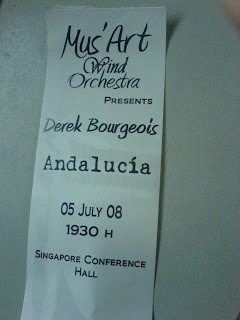 Mus'Art
Wind
Orchestra
PRESENTS
Derek Bourgeois
Andalucía
05 JULY 08
1930 H
SINGAPORE CONFERENCE
HALL